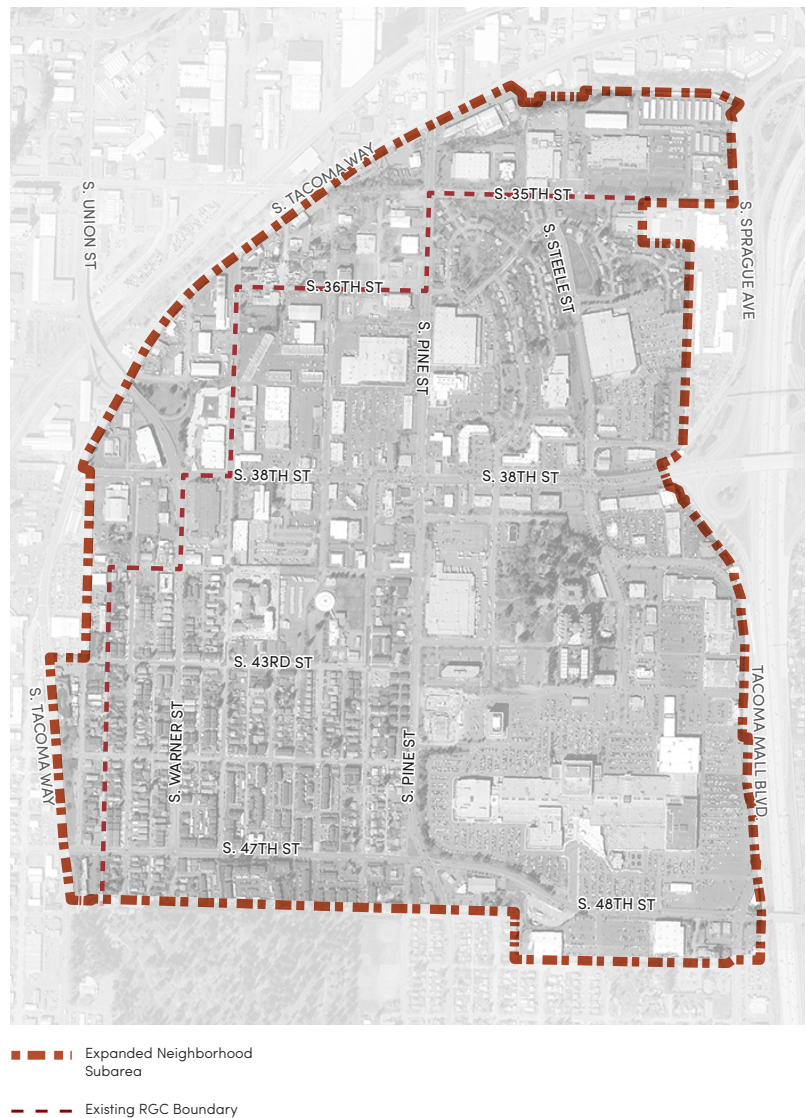 S. TACOMA WAY
S. 35TH ST
S. UNION ST
S. SPRAGUE AVE
S. STEELE ST
S. 36TH ST
S. PINE ST
S. 38TH ST
S. 38TH ST
S. 43RD ST
S. TACOMA WAY
S. WARNER ST
S. PINE ST
TACOMA MALL BLVD.
S. 47TH ST
S. 48TH ST
Expanded Neighborhood
Subarea
Existing RGC Boundary